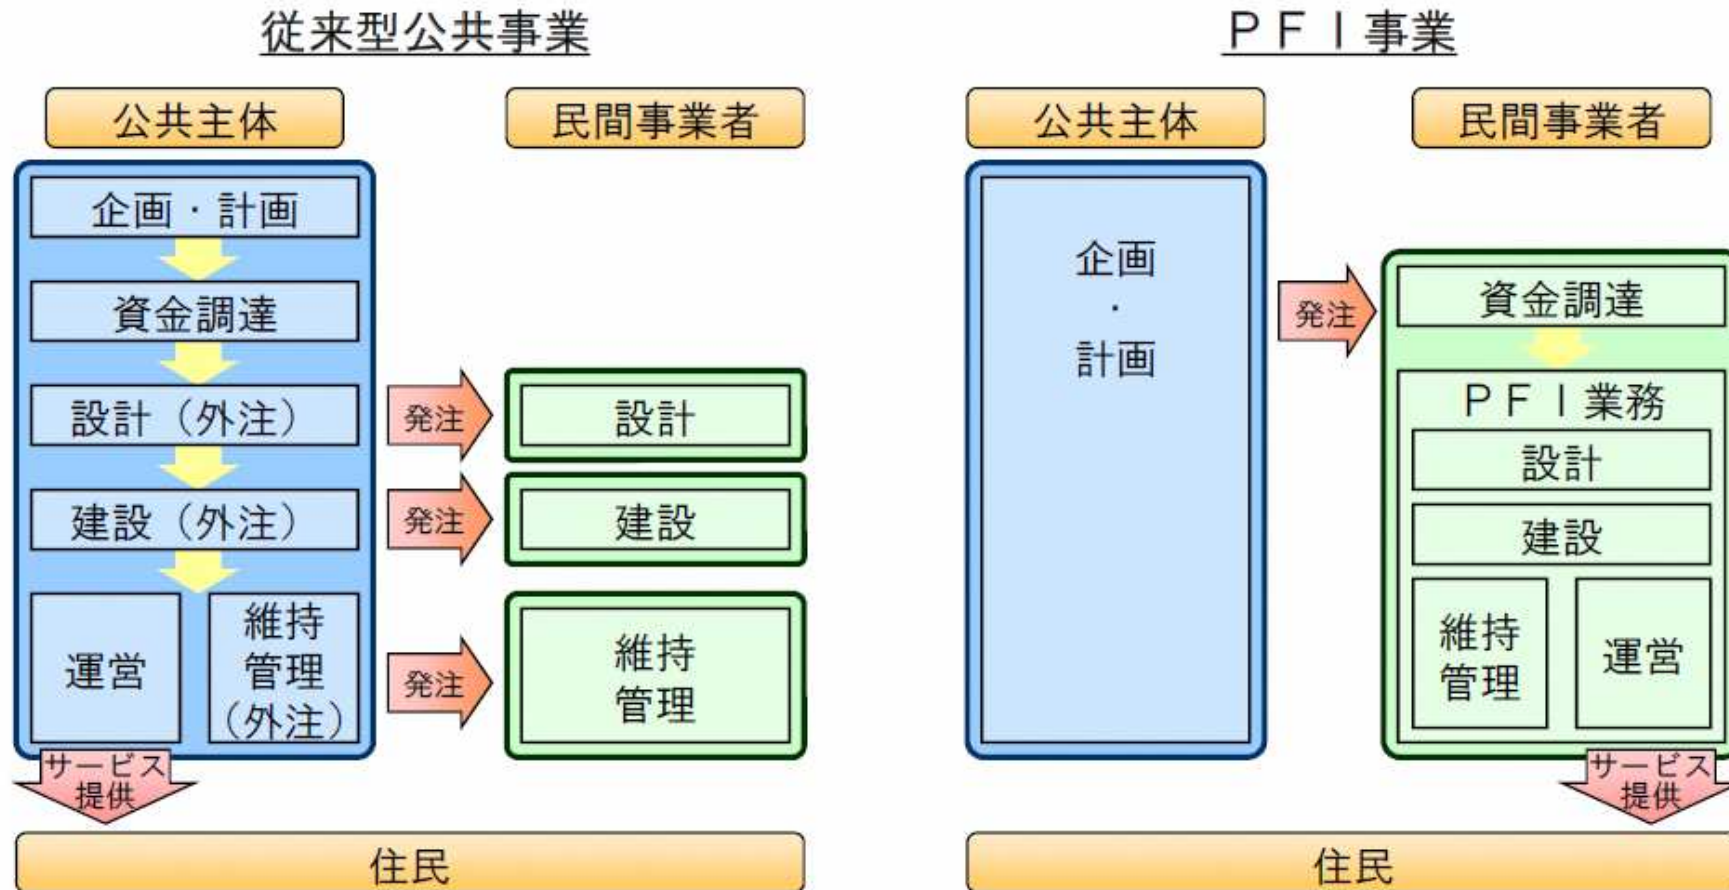 従来型公共事業
公共主体
民間事業者
企画・計画
資金調達
設計（外注）
発注
設計
建設（外注）
発注
建設
運営
維持
管理
（外注）
発注
維持
管理
サービス
提供
住民
ＰＦＩ事業
公共主体
民間事業者
企画
・
計画
発注
資金調達
ＰＦＩ業務
設計
建設
維持
管理
運営
サービス
提供
住民